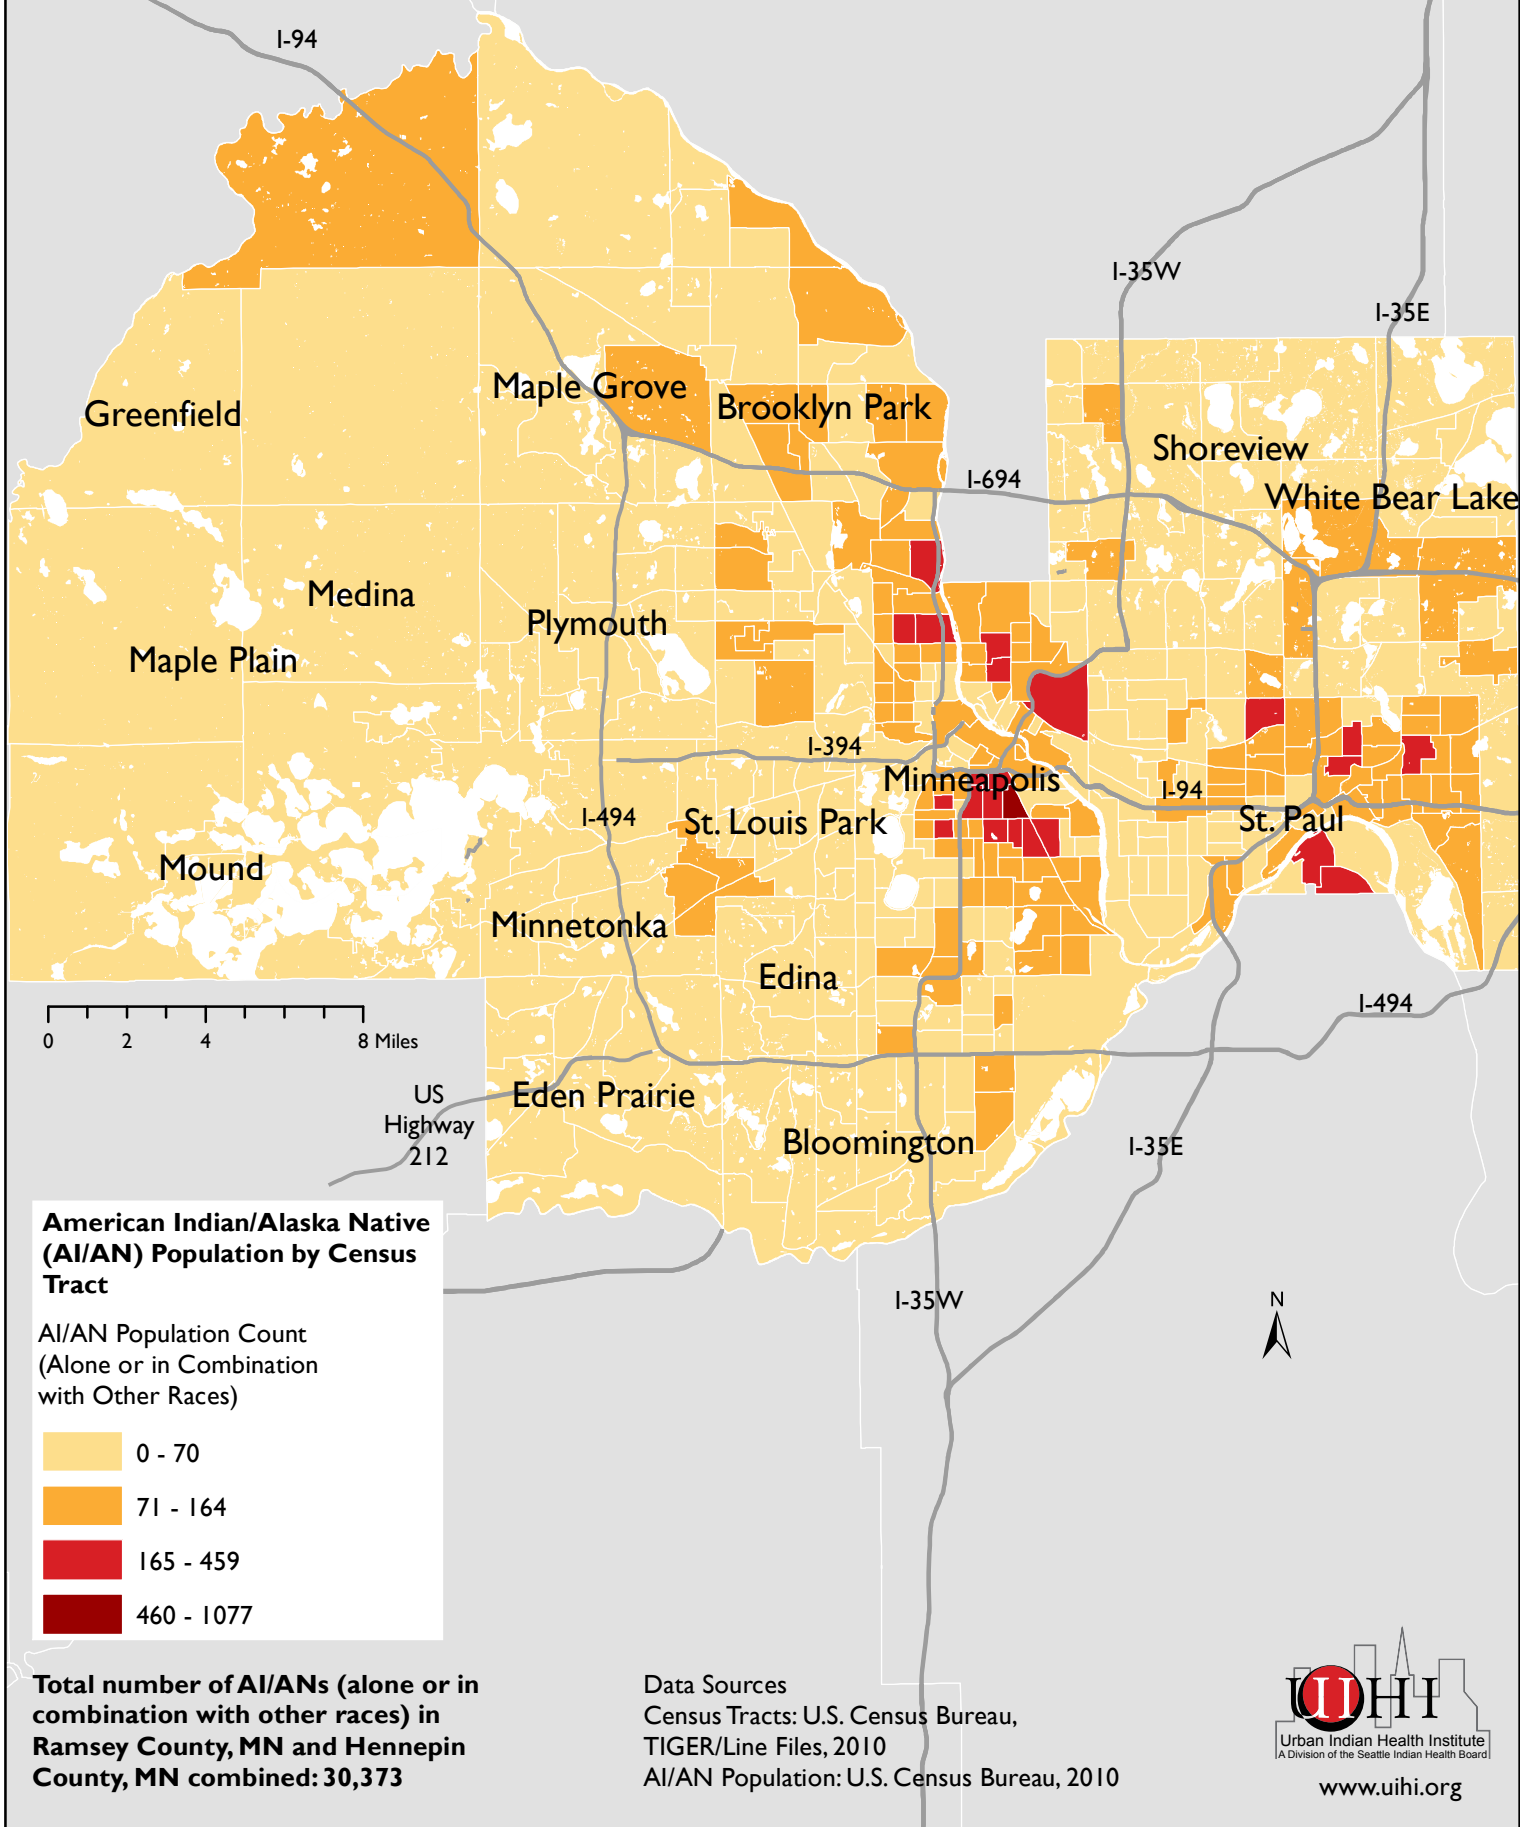 I-94
I-35W
I-35E
Maple Grove
Greenfield
Brooklyn Park
Shoreview
I-694
White Bear Lake
Medina
Plymouth
Maple Plain
I-394
Minneapolis
I-94
I-494
St. Louis Park
St. Paul
Mound
Minnetonka
Edina
I-494
0 2 4 8 Miles
US
Highway
212
Eden Prairie
Bloomington
I-35E
I-35W
N
American Indian/Alaska Native
(AI/AN) Population by Census
Tract
AI/AN Population Count
(Alone or in Combination
with Other Races)
0 - 70
71 - 164
165 - 459
460 - 1077
Total number of AI/ANs (alone or in
combination with other races) in
Ramsey County, MN and Hennepin
County, MN combined: 30,373
Data Sources
Census Tracts: U.S. Census Bureau,
TIGER/Line Files, 2010
AI/AN Population: U.S. Census Bureau, 2010
UIHI
Urban Indian Health Institute
A Division of the Seattle Indian Health Board
www.uihi.org